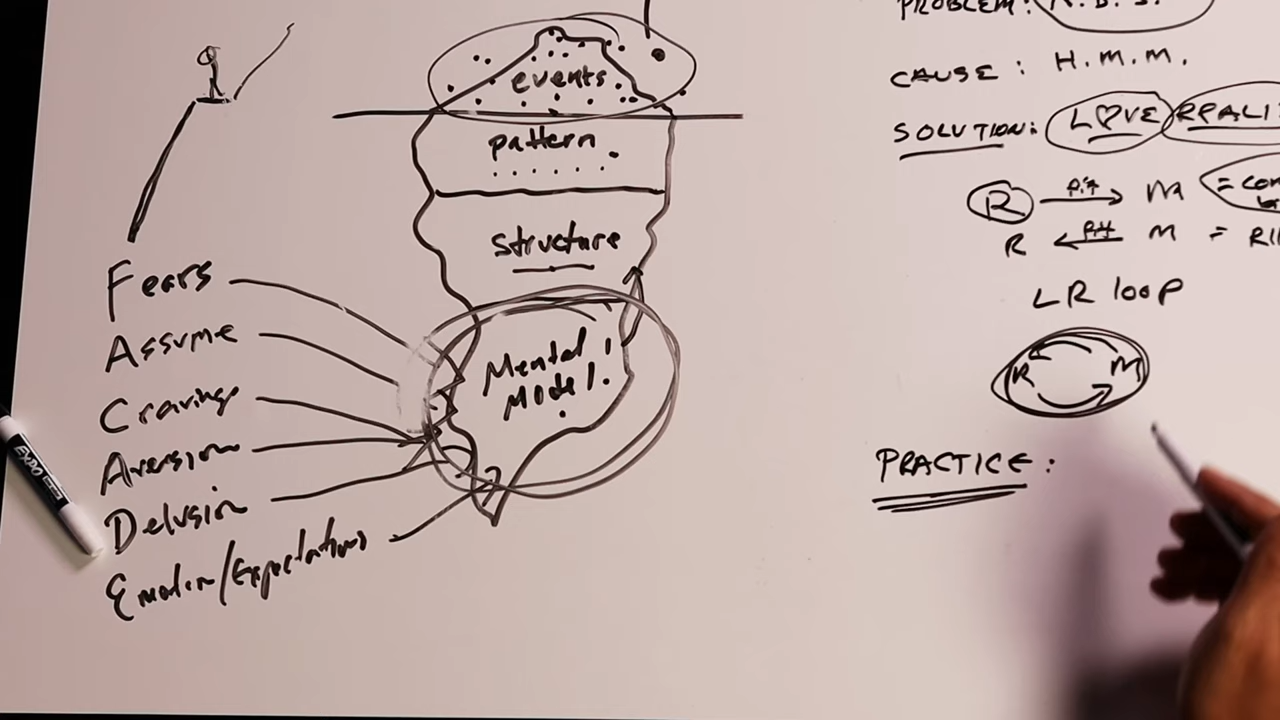 events
pattern
structure
Mental
Model.
Fears
Assume
Cravings
Aversion
Delusion
Emotion/Expectations
EXPO
PROBLEM:
CAUSE: H.M.M.
SOLUTION: LOVE REALI
R → M =
R ← M =
LR loop
R M
PRACTICE: